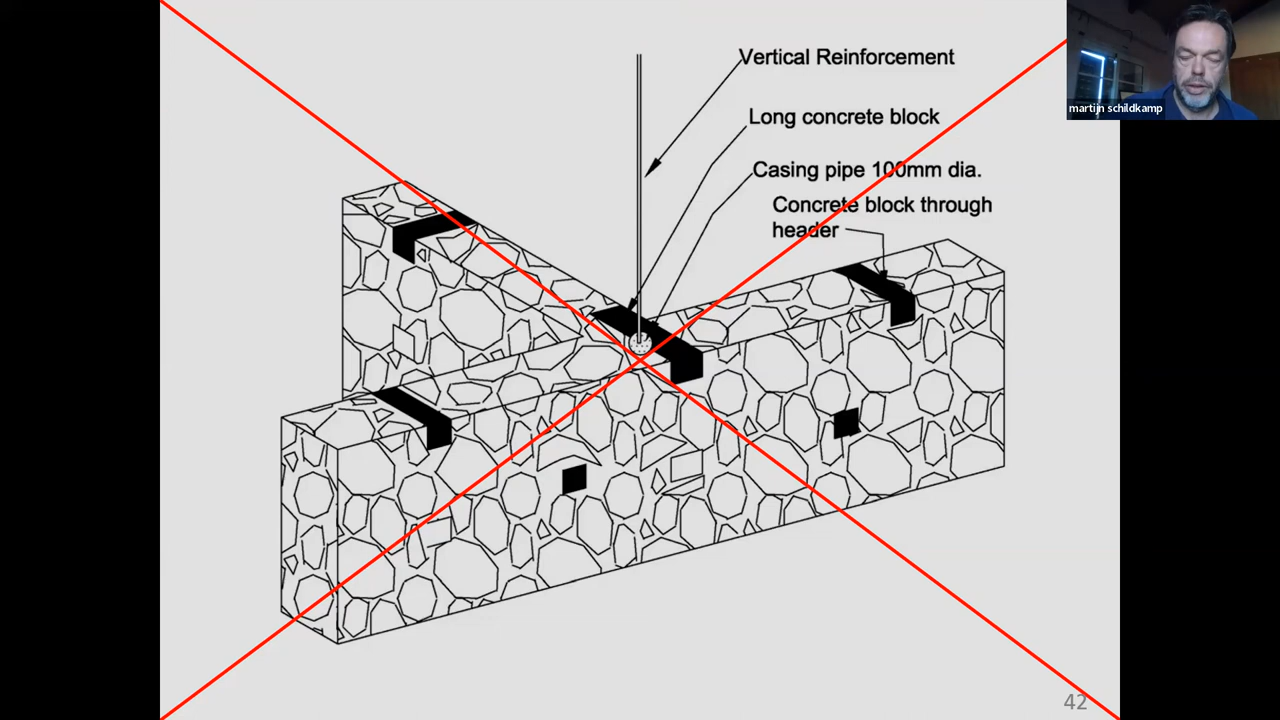 Vertical Reinforcement
Long concrete block
Casing pipe 100mm dia.
Concrete block through
header
martijn schildkamp
42